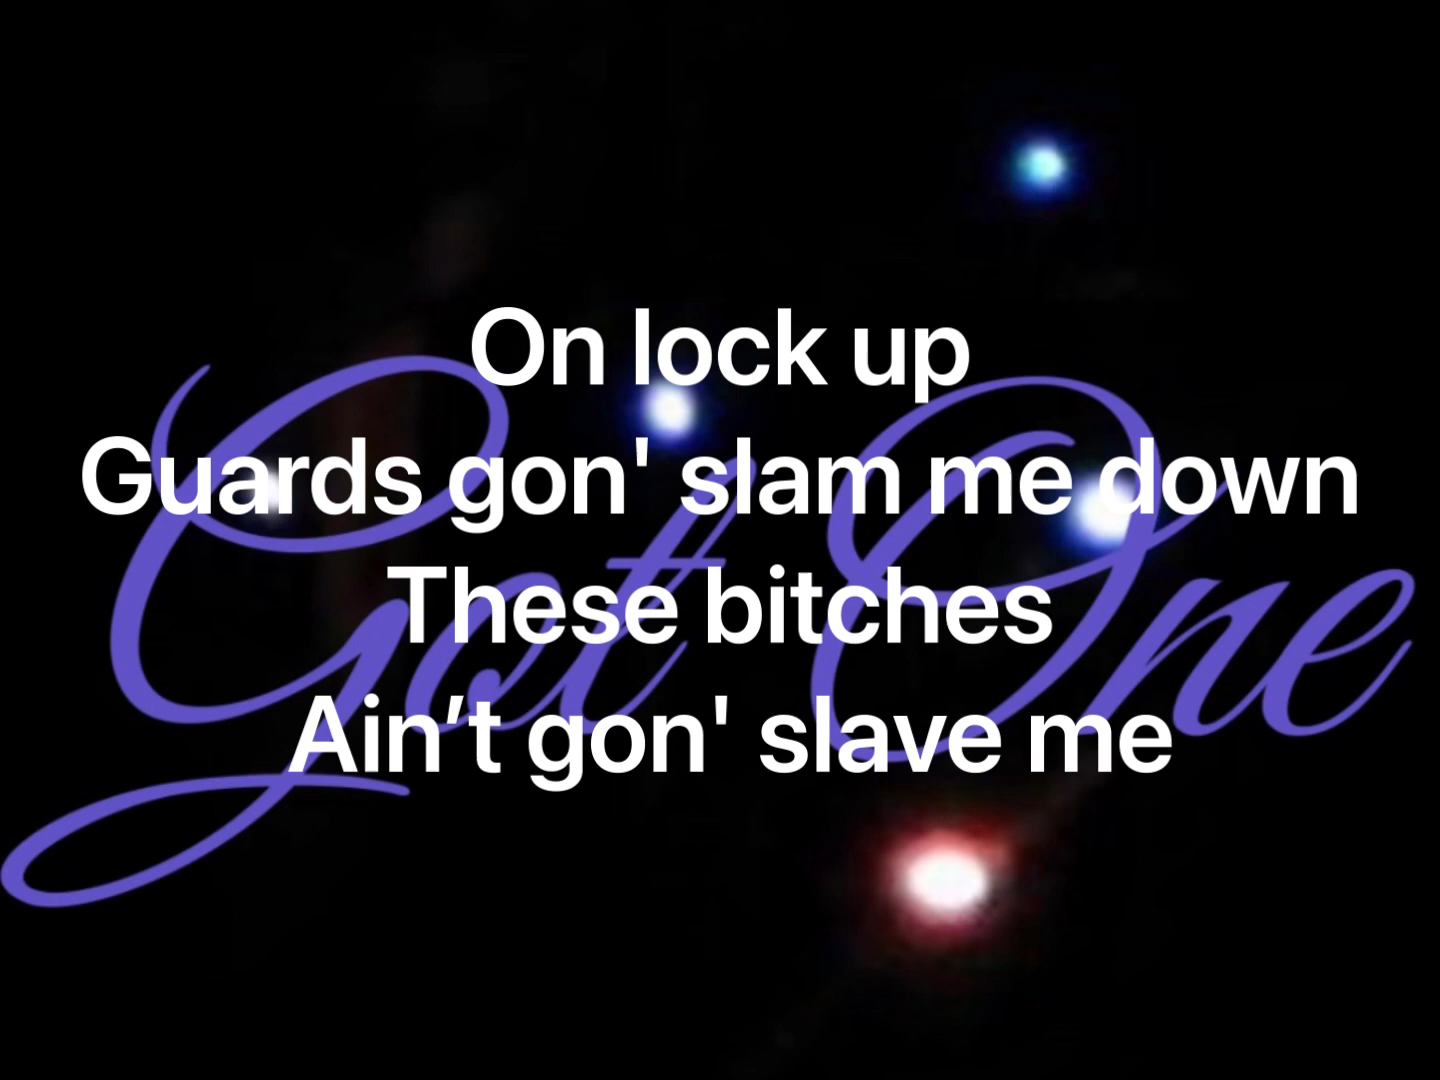 On lock up
Guards gon' slam me down
These bitches
Ain’t gon' slave me
Got One